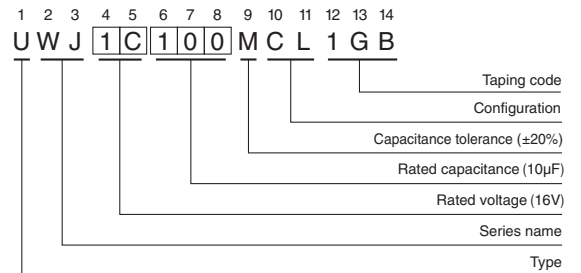 1 2 3 4 5 6 7 8 9 10 11 12 13 14
U W J 1 C 1 0 0 M C L 1 G B
Taping code
Configuration
Capacitance tolerance (±20%)
Rated capacitance (10µF)
Rated voltage (16V)
Series name
Type